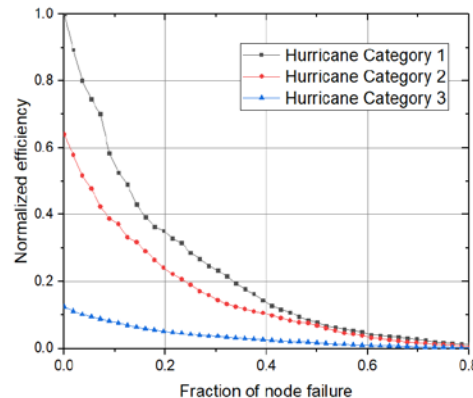 1.0
0.8
0.6
0.4
0.2
0.0
Normalized efficiency
Hurricane Category 1
Hurricane Category 2
Hurricane Category 3
0.0 0.2 0.4 0.6 0.8
Fraction of node failure